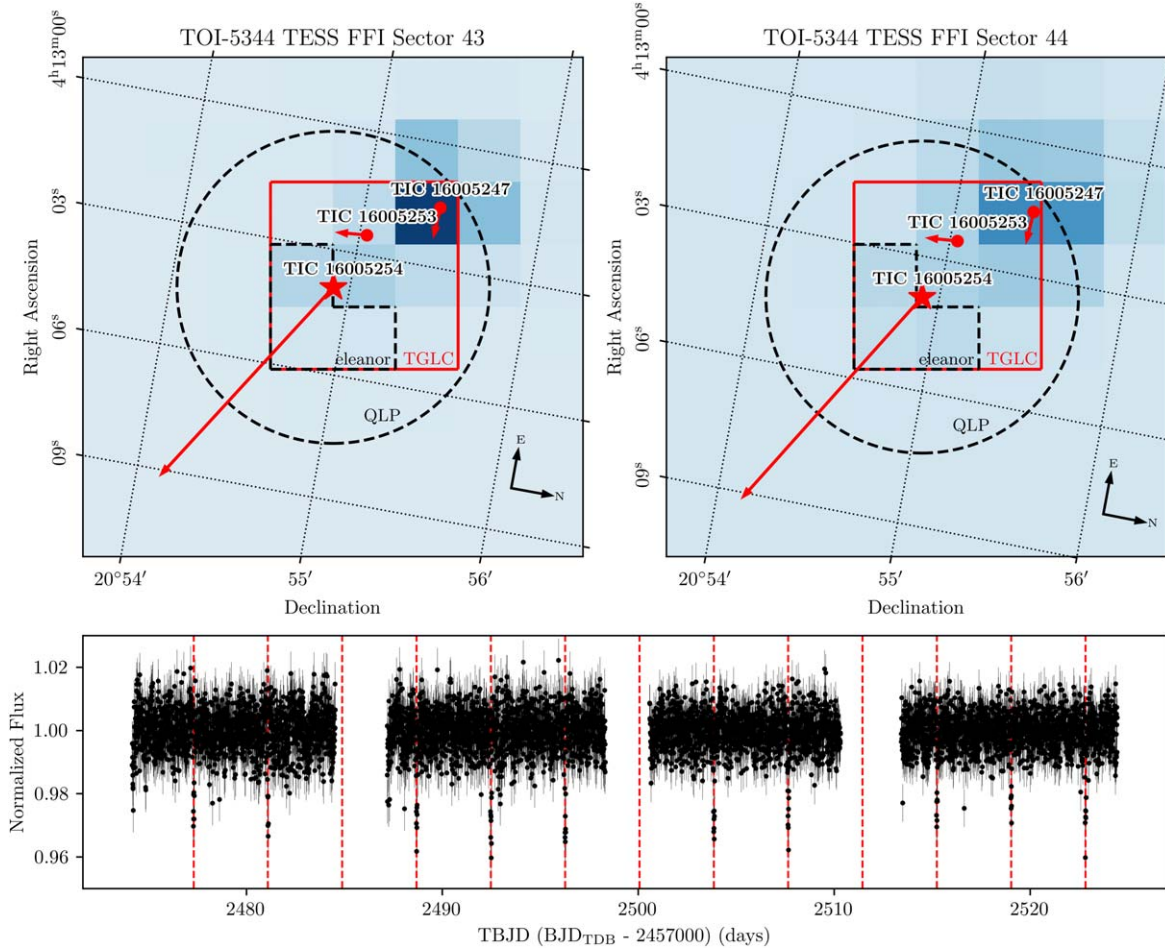 TOI-5344 TESS FFI Sector 43
4ʰ13ᵐ00ˢ
03ˢ
06ˢ
09ˢ
Right Ascension
TIC 16005247
TIC 16005253
TIC 16005254
eleanor
TGLC
QLP
E
N
20°54′
55′
56′
Declination
TOI-5344 TESS FFI Sector 44
4ʰ13ᵐ00ˢ
03ˢ
06ˢ
09ˢ
Right Ascension
TIC 16005247
TIC 16005253
TIC 16005254
eleanor
TGLC
QLP
E
N
20°54′
55′
56′
Declination
Normalized Flux
1.02
1.00
0.98
0.96
2480
2490
2500
2510
2520
TBJD (BJD_TDB - 2457000) (days)